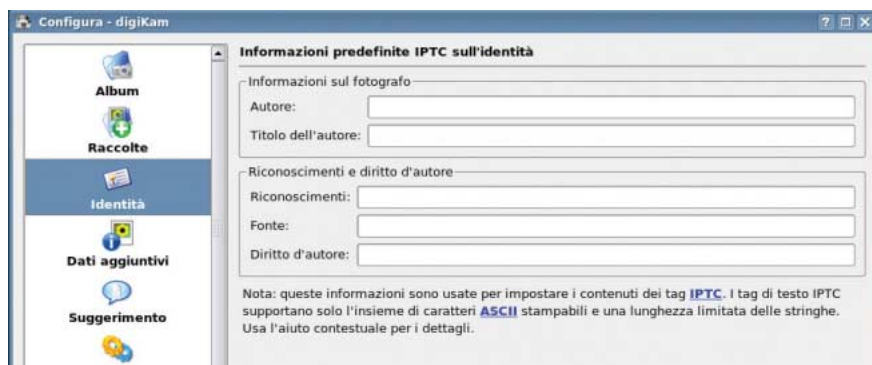 Configura - digiKam
Album
Raccolte
Identità
Dati aggiuntivi
Suggerimento
Informazioni predefinite IPTC sull'identità
Informazioni sul fotografo
Autore:
Titolo dell'autore:
Riconoscimenti e diritto d'autore
Riconoscimenti:
Fonte:
Diritto d'autore:
Nota: queste informazioni sono usate per impostare i contenuti dei tag IPTC. I tag di testo IPTC
supportano solo l'insieme di caratteri ASCII stampabili e una lunghezza limitata delle stringhe.
Usa l'aiuto contestuale per i dettagli.